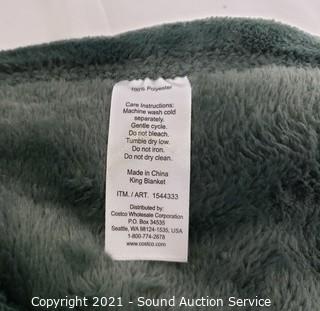 100% Polyester
Care Instructions:
Machine wash cold
separately.
Gentle cycle.
Do not bleach.
Tumble dry low.
Do not iron.
Do not dry clean.
Made in China
King Blanket
ITM. / ART. 1544333
Distributed by:
Costco Wholesale Corporation
P.O. Box 34535
Seattle, WA 98124-1535, USA
1-800-774-2678
www.costco.com
Copyright 2021 - Sound Auction Service